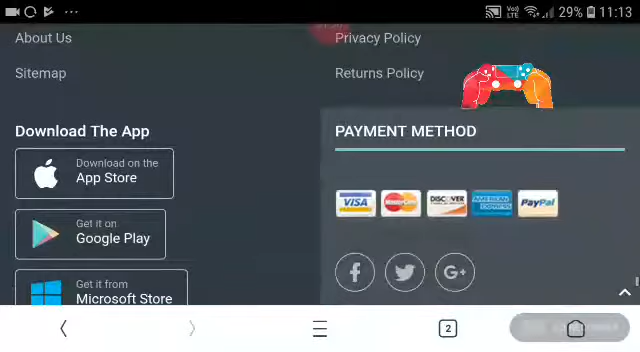 29% 11:13
About Us
Privacy Policy
Sitemap
Returns Policy
Download The App
Download on the
App Store
Get it on
Google Play
Get it from
Microsoft Store
PAYMENT METHOD
VISA
MasterCard
DISCOVER
AMERICAN EXPRESS
PayPal
G+
2